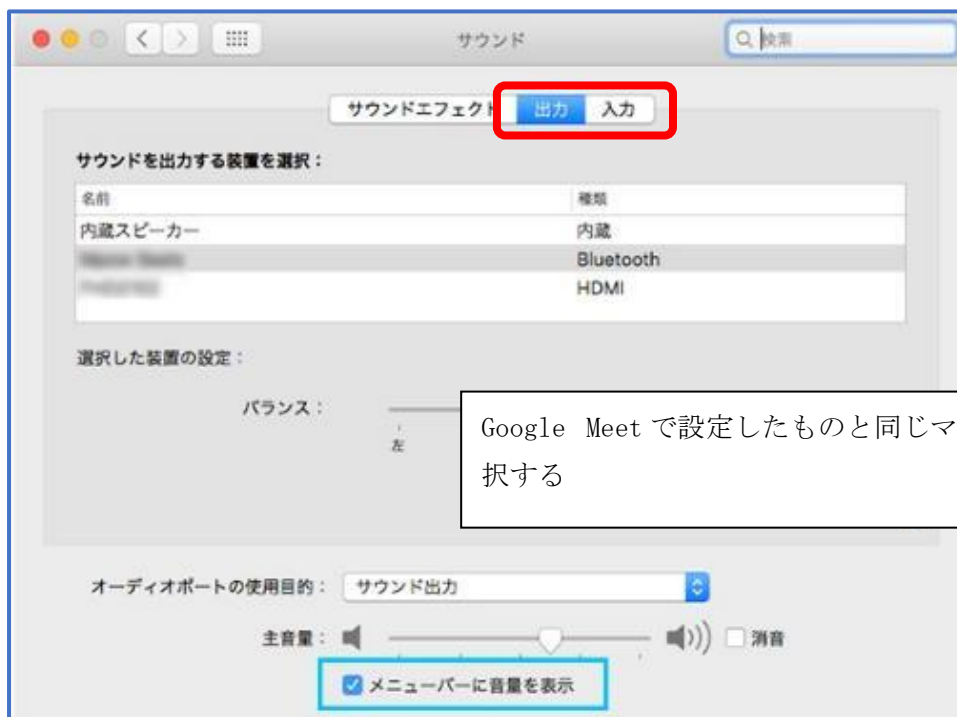 サウンド
検索
サウンドエフェクト 出力 入力
サウンドを出力する装置を選択：
名前 種類
内蔵スピーカー 内蔵
Bluetooth
HDMI
選択した装置の設定：
バランス：
左
Google Meet で設定したものと同じマ
択する
オーディオポートの使用目的： サウンド出力
主音量： 消音
メニューバーに音量を表示